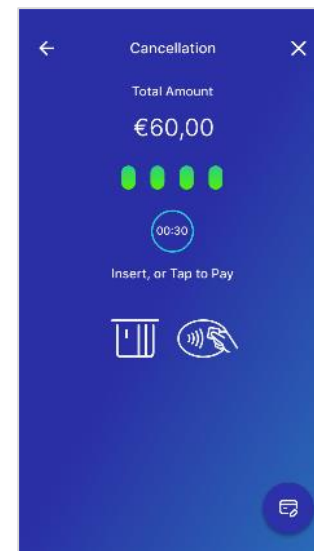 Cancellation
Total Amount
€60,00
00:30
Insert, or Tap to Pay